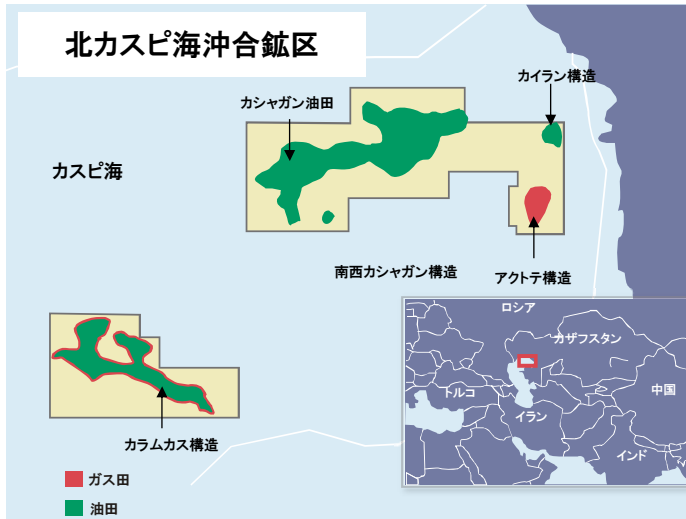 北カスピ海沖合鉱区
カイラン構造
カシャガン油田
カスピ海
南西カシャガン構造
アクトテ構造
ロシア
カザフスタン
中国
トルコ
イラン
インド
カラムカス構造
ガス田
油田